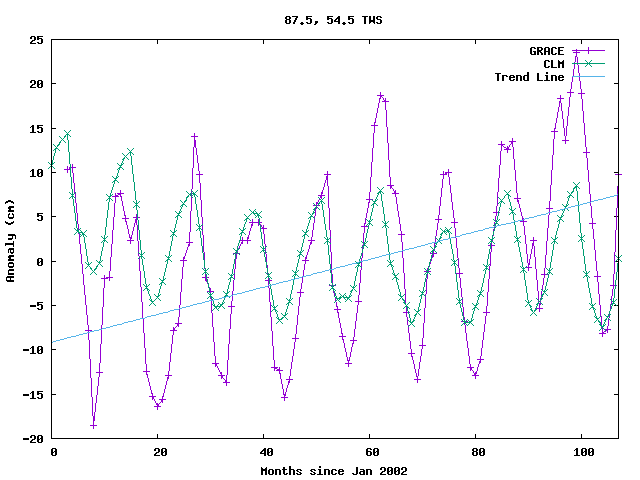 87.5, 54.5 TWS
GRACE
CLM
Trend Line
25
20
15
10
5
0
-5
-10
-15
-20
Anomaly (cm)
0 20 40 60 80 100
Months since Jan 2002